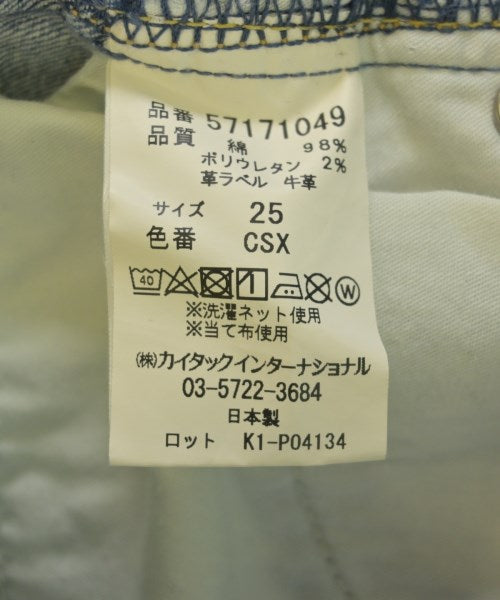 品番 57171049
品質 綿 98%
ポリウレタン 2%
革ラベル 牛革
サイズ 25
色番 CSX
40 W
※洗濯ネット使用
※当て布使用
㈱カイタックインターナショナル
03-5722-3684
日本製
ロット K1-P04134